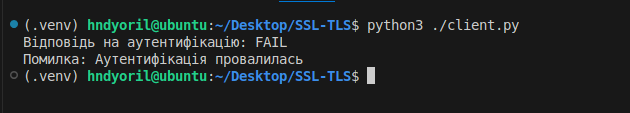 (.venv) hndyoril@ubuntu:~/Desktop/SSL-TLS$ python3 ./client.py
Відповідь на аутентифікацію: FAIL
Помилка: Аутентифікація провалилась
(.venv) hndyoril@ubuntu:~/Desktop/SSL-TLS$